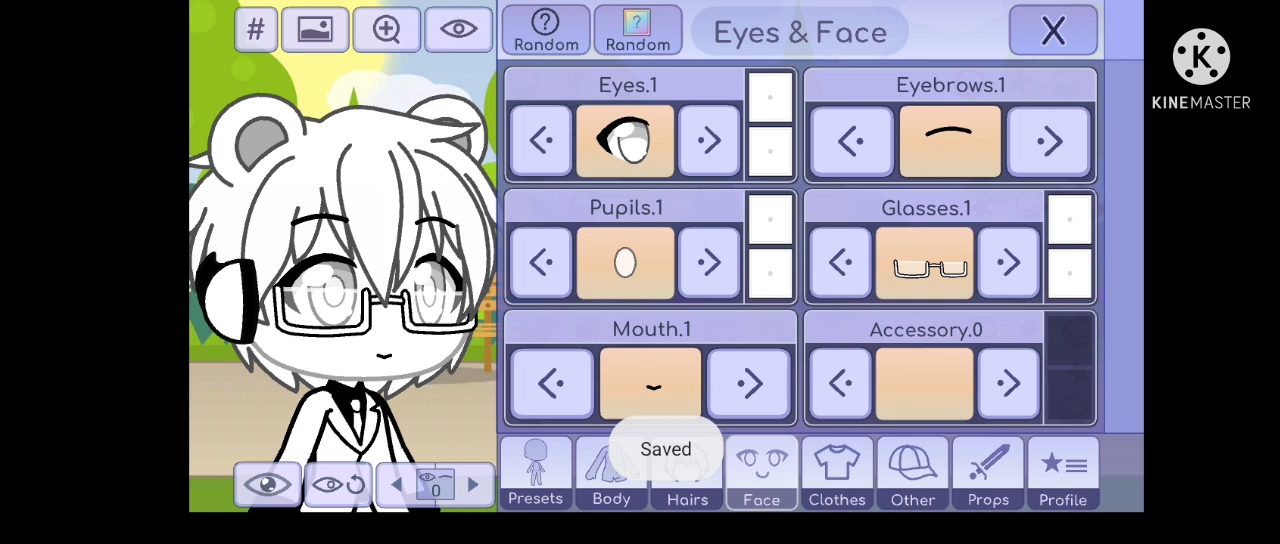 #
? Random
? Random
Eyes & Face
X
K
KINEMASTER
Eyes.1
Eyebrows.1
Pupils.1
Glasses.1
Mouth.1
Accessory.0
Saved
0
Presets
Body
Hairs
Face
Clothes
Other
Props
Profile